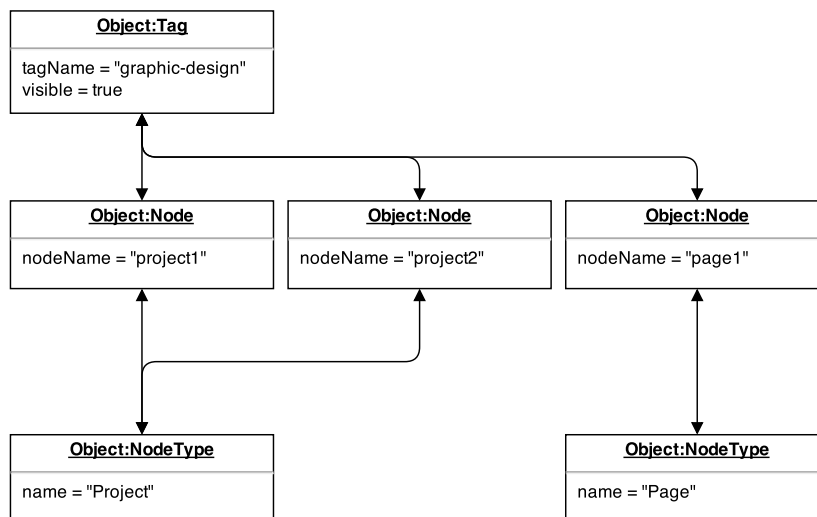 Object:Tag
tagName = "graphic-design"
visible = true
Object:Node
nodeName = "project1"
Object:Node
nodeName = "project2"
Object:Node
nodeName = "page1"
Object:NodeType
name = "Project"
Object:NodeType
name = "Page"